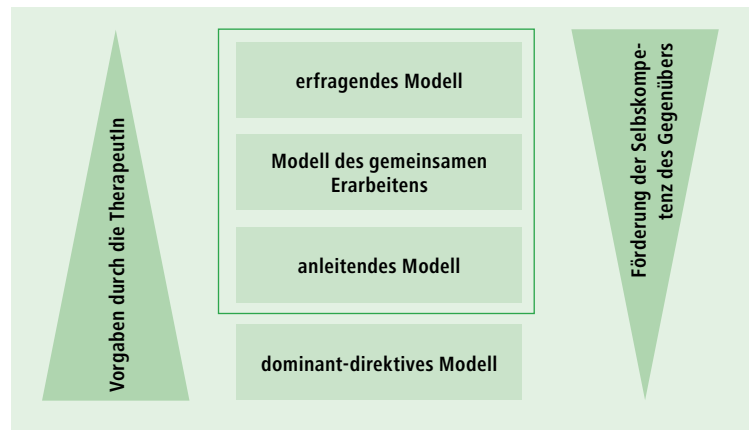 Vorgaben durch die TherapeutIn
erfragendes Modell
Modell des gemeinsamen
Erarbeitens
anleitendes Modell
dominant-direktives Modell
Förderung der Selbskompe-
tenz des Gegenübers